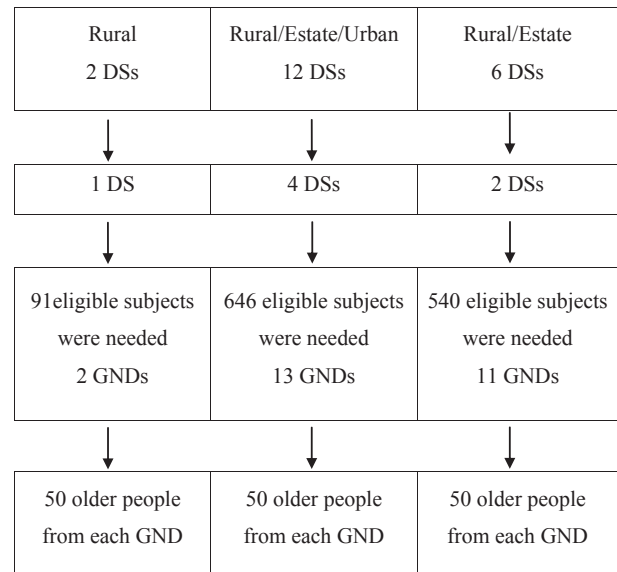 Rural
2 DSs
Rural/Estate/Urban
12 DSs
Rural/Estate
6 DSs
1 DS
4 DSs
2 DSs
91eligible subjects
were needed
2 GNDs
646 eligible subjects
were needed
13 GNDs
540 eligible subjects
were needed
11 GNDs
50 older people
from each GND
50 older people
from each GND
50 older people
from each GND